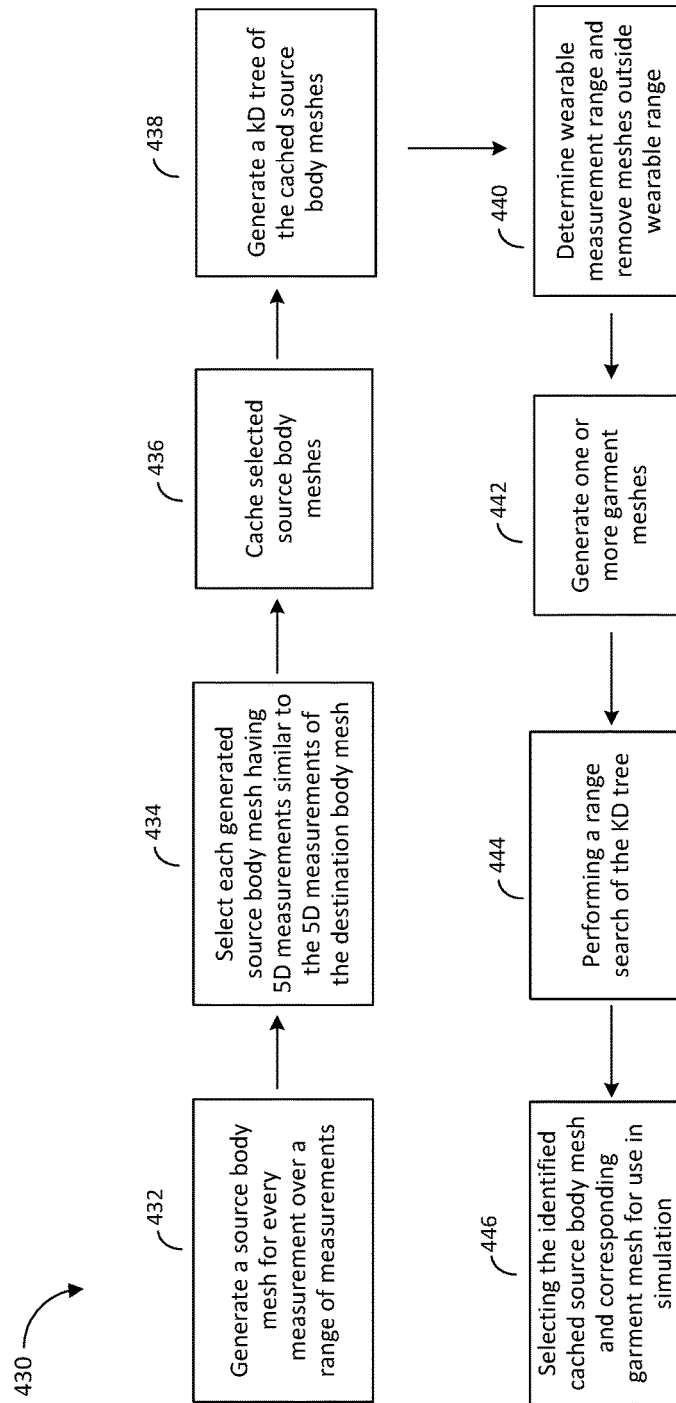 430
432
Generate a source body
mesh for every
measurement over a
range of measurements
434
Select each generated
source body mesh having
5D measurements similar to
the 5D measurements of
the destination body mesh
436
Cache selected
source body
meshes
438
Generate a kD tree of
the cached source
body meshes
440
Determine wearable
measurement range and
remove meshes outside
wearable range
442
Generate one or
more garment
meshes
444
Performing a range
search of the KD tree
446
Selecting the identified
cached source body mesh
and corresponding
garment mesh for use in
simulation